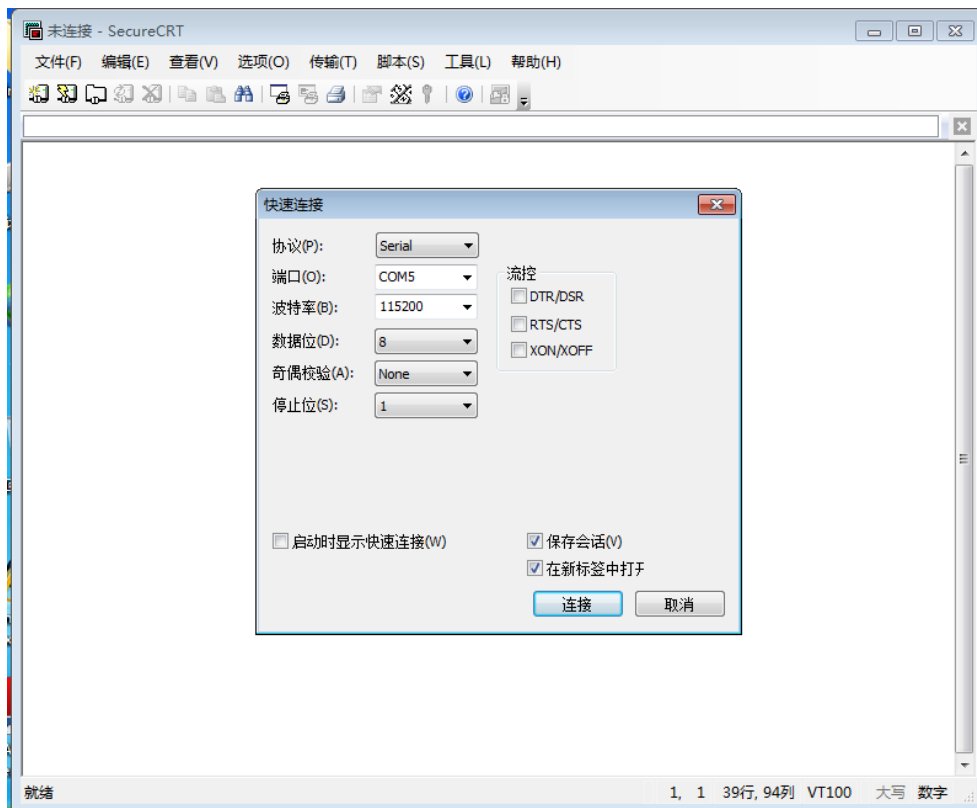 未连接 - SecureCRT
文件(F) 编辑(E) 查看(V) 选项(O) 传输(T) 脚本(S) 工具(L) 帮助(H)
快速连接
协议(P): Serial
端口(O): COM5
波特率(B): 115200
数据位(D): 8
奇偶校验(A): None
停止位(S): 1
流控
DTR/DSR
RTS/CTS
XON/XOFF
启动时显示快速连接(W)
保存会话(V)
在新标签中打开
连接 取消
就绪 1, 1 39行, 94列 VT100 大写 数字